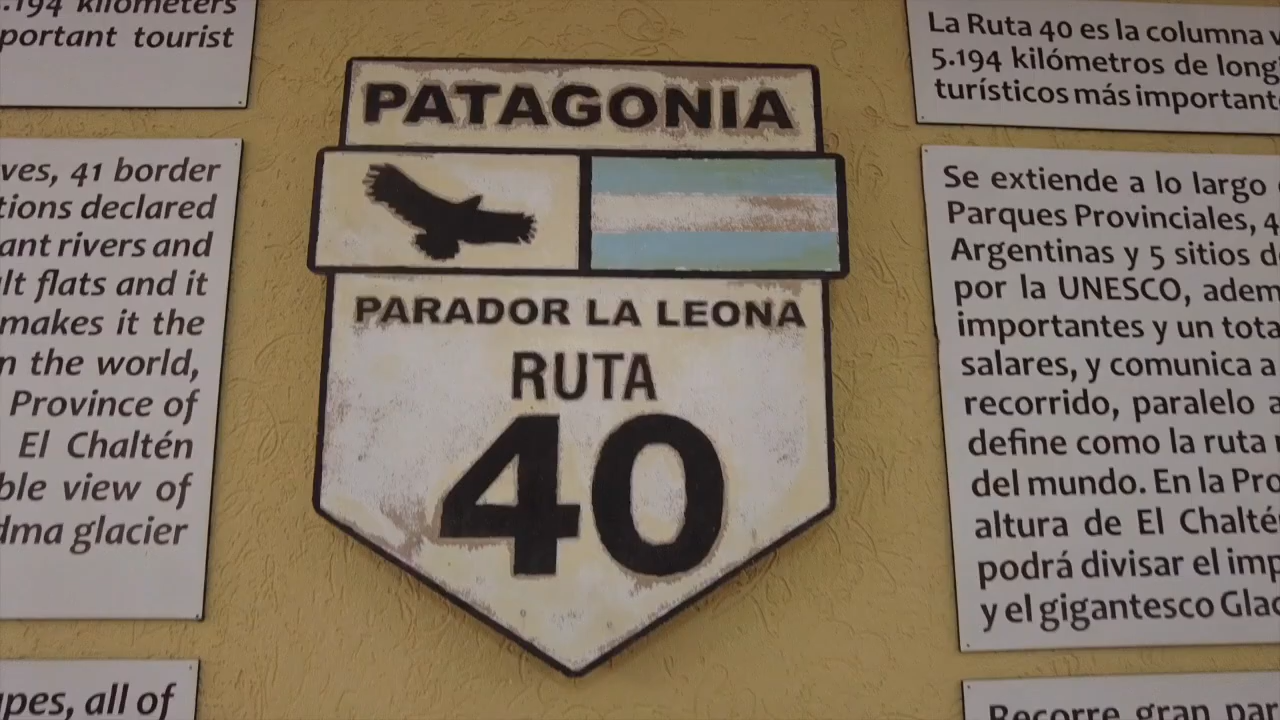 5.194 kilometers
portant tourist
ves, 41 border
tions declared
ant rivers and
lt flats and it
makes it the
n the world,
Province of
El Chaltén
ble view of
dma glacier
pes, all of
PATAGONIA
PARADOR LA LEONA
RUTA
40
La Ruta 40 es la columna v
5.194 kilómetros de longi
turísticos más important
Se extiende a lo largo
Parques Provinciales, 4
Argentinas y 5 sitios d
por la UNESCO, adem
importantes y un tota
salares, y comunica a
recorrido, paralelo a
define como la ruta
del mundo. En la Pro
altura de El Chalté
podrá divisar el imp
y el gigantesco Glac
Recorre gran par